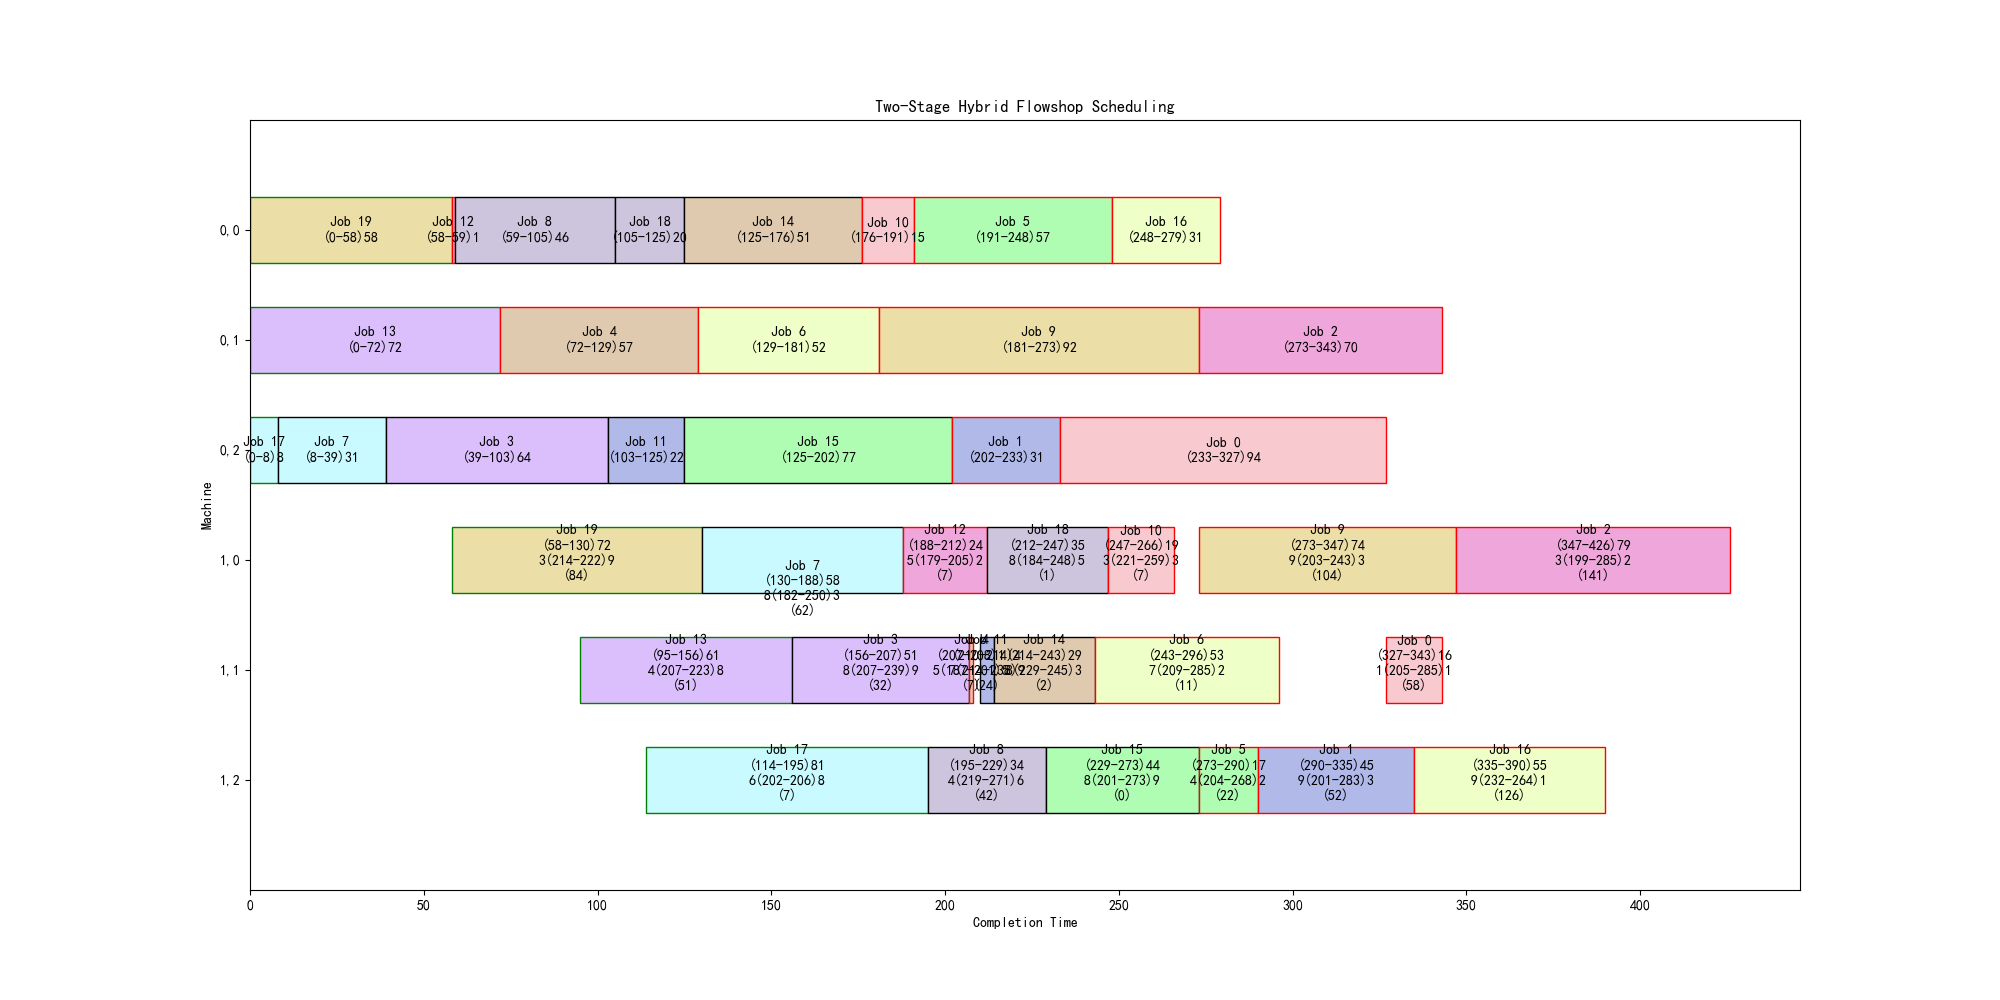 Two-Stage Hybrid Flowshop Scheduling
Machine
0,0
Job 19
(0-58)58
Job 12
(58-59)1
Job 8
(59-105)46
Job 18
(105-125)20
Job 14
(125-176)51
Job 10
(176-191)15
Job 5
(191-248)57
Job 16
(248-279)31
0,1
Job 13
(0-72)72
Job 4
(72-129)57
Job 6
(129-181)52
Job 9
(181-273)92
Job 2
(273-343)70
0,2
Job 17
(0-8)8
Job 7
(8-39)31
Job 3
(39-103)64
Job 11
(103-125)22
Job 15
(125-202)77
Job 1
(202-233)31
Job 0
(233-327)94
1,0
Job 19
(58-130)72
3(214-222)9
(84)
Job 7
(130-188)58
8(182-250)3
(62)
Job 12
(188-212)24
5(179-205)2
(7)
Job 18
(212-247)35
8(184-248)5
(1)
Job 10
(247-266)19
3(221-259)3
(7)
Job 9
(273-347)74
9(203-243)3
(104)
Job 2
(347-426)79
3(199-285)2
(141)
1,1
Job 13
(95-156)61
4(207-223)8
(51)
Job 3
(156-207)51
8(207-239)9
(32)
(7)
(24)
Job 14
(214-243)29
(229-245)3
(2)
Job 6
(243-296)53
7(209-285)2
(11)
Job 0
(327-343)16
1(205-285)1
(58)
1,2
Job 17
(114-195)81
6(202-206)8
(7)
Job 8
(195-229)34
4(219-271)6
(42)
Job 15
(229-273)44
8(201-273)9
(0)
Job 5
(273-290)17
4(204-268)2
(22)
Job 1
(290-335)45
9(201-283)3
(52)
Job 16
(335-390)55
9(232-264)1
(126)
0
50
100
150
200
250
300
350
400
Completion Time